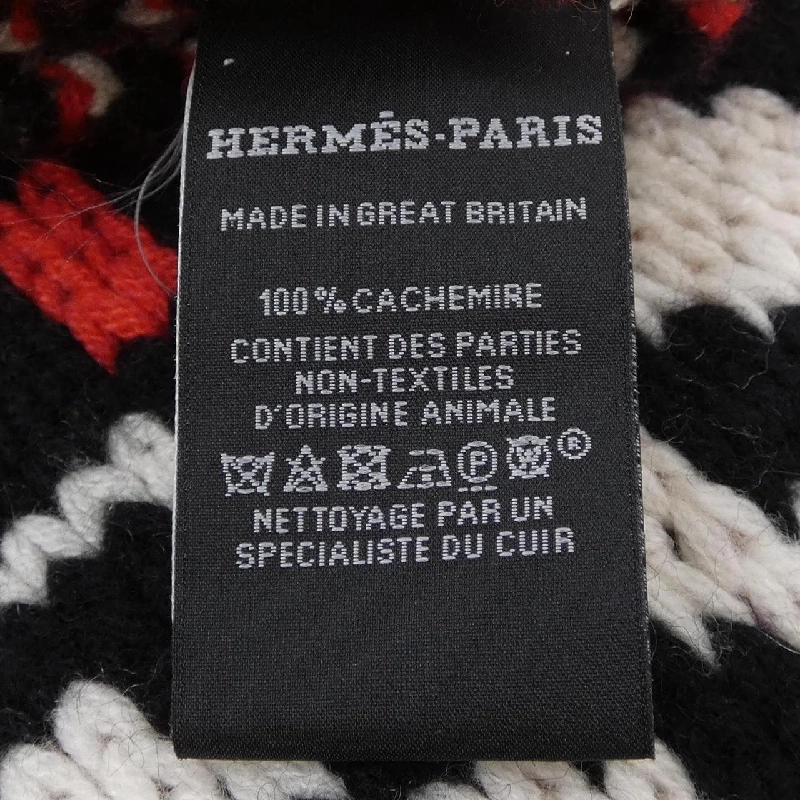 HERMÈS-PARIS
MADE IN GREAT BRITAIN
100% CACHEMIRE
CONTIENT DES PARTIES
NON-TEXTILES
D'ORIGINE ANIMALE
P W ®
NETTOYAGE PAR UN
SPECIALISTE DU CUIR